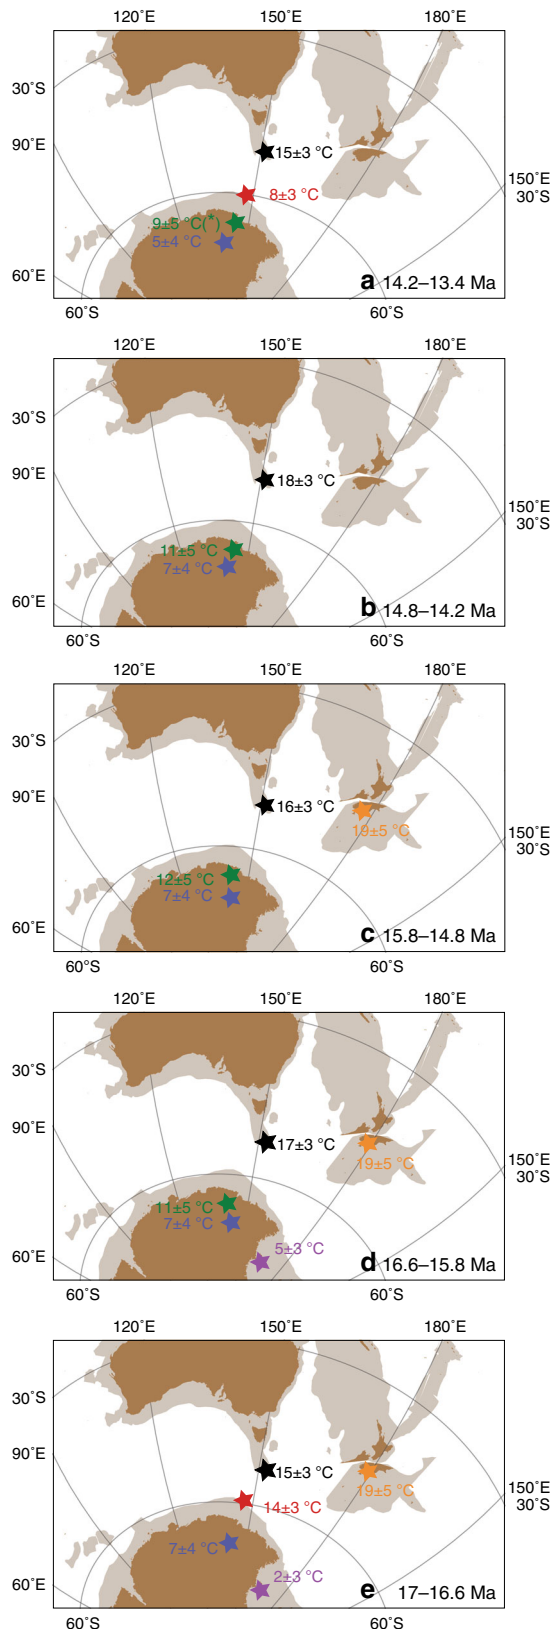 120˚E 150˚E 180˚E
30˚S
90˚E
15±3 °C
150˚E
30˚S
8±3 °C
9±5 °C(*)
5±4 °C
60˚E
a 14.2–13.4 Ma
60˚S 60˚S
120˚E 150˚E 180˚E
30˚S
90˚E
18±3 °C
150˚E
30˚S
11±5 °C
7±4 °C
60˚E
b 14.8–14.2 Ma
60˚S 60˚S
120˚E 150˚E 180˚E
30˚S
90˚E
16±3 °C
19±5 °C
150˚E
30˚S
12±5 °C
7±4 °C
60˚E
c 15.8–14.8 Ma
60˚S 60˚S
120˚E 150˚E 180˚E
30˚S
90˚E
17±3 °C
19±5 °C
150˚E
30˚S
11±5 °C
7±4 °C
5±3 °C
60˚E
d 16.6–15.8 Ma
60˚S 60˚S
120˚E 150˚E 180˚E
30˚S
90˚E
15±3 °C
19±5 °C
150˚E
30˚S
14±3 °C
7±4 °C
2±3 °C
60˚E
e 17–16.6 Ma
60˚S 60˚S